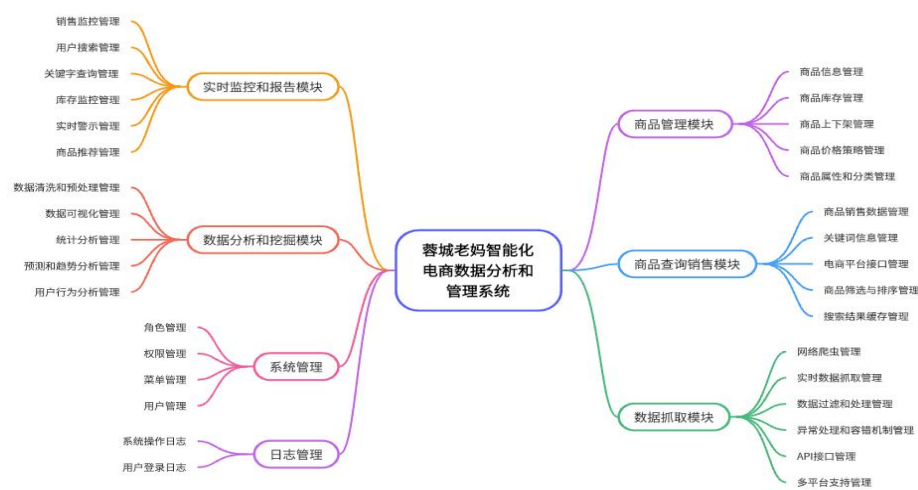 蓉城老妈智能化
电商数据分析和
管理系统
实时监控和报告模块
销售监控管理
用户搜索管理
关键字查询管理
库存监控管理
实时警示管理
商品推荐管理
数据分析和挖掘模块
数据清洗和预处理管理
数据可视化管理
统计分析管理
预测和趋势分析管理
用户行为分析管理
系统管理
角色管理
权限管理
菜单管理
用户管理
日志管理
系统操作日志
用户登录日志
商品管理模块
商品信息管理
商品库存管理
商品上下架管理
商品价格策略管理
商品属性和分类管理
商品查询销售模块
商品销售数据管理
关键词信息管理
电商平台接口管理
商品筛选与排序管理
搜索结果缓存管理
数据抓取模块
网络爬虫管理
实时数据抓取管理
数据过滤和处理管理
异常处理和容错机制管理
API接口管理
多平台支持管理